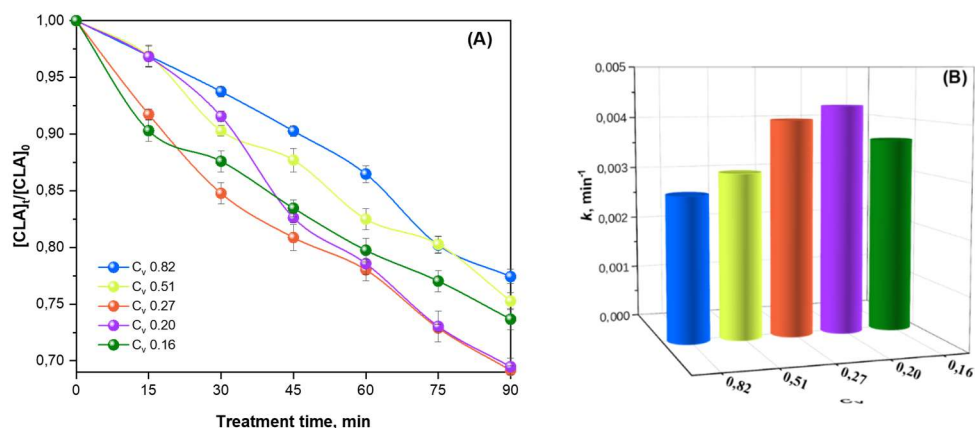 (A)
1,00
0,95
0,90
0,85
0,80
0,75
0,70
[CLA]t/[CLA]0
Cv 0.82
Cv 0.51
Cv 0.27
Cv 0.20
Cv 0.16
0 15 30 45 60 75 90
Treatment time, min
(B)
0,005
0,004
0,003
0,002
0,001
0,000
k, min-1
0,82 0,51 0,27 0,20 0,16